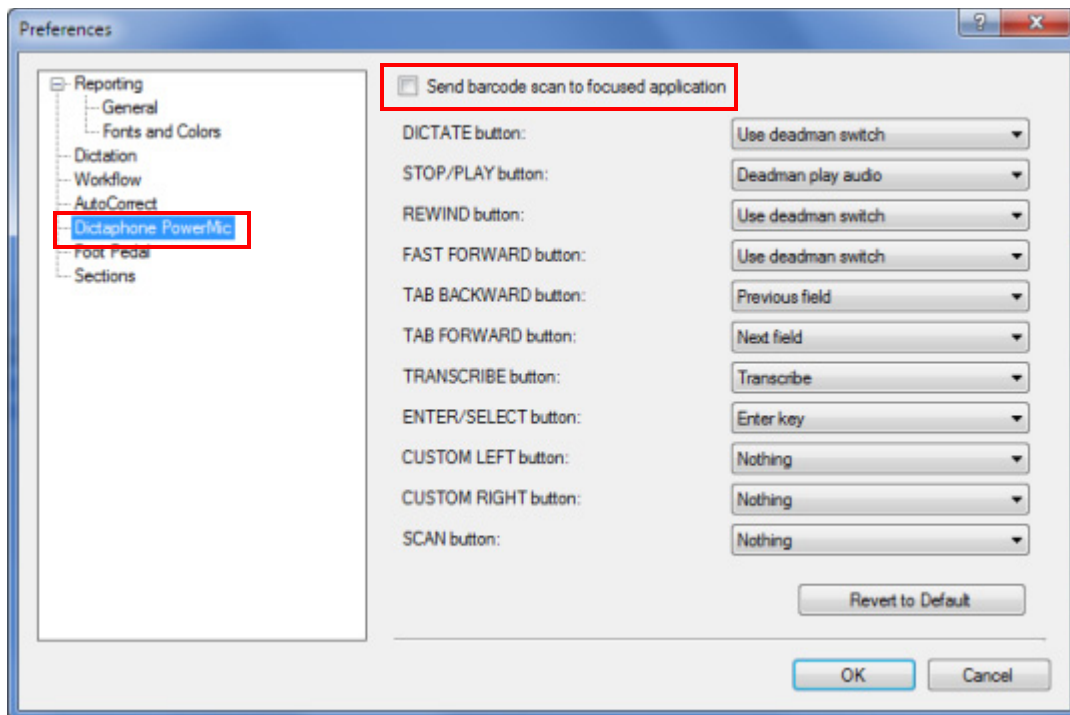 Preferences
Reporting
General
Fonts and Colors
Dictation
Workflow
AutoCorrect
Dictaphone PowerMic
Foot Pedal
Sections
Send barcode scan to focused application
DICTATE button: Use deadman switch
STOP/PLAY button: Deadman play audio
REWIND button: Use deadman switch
FAST FORWARD button: Use deadman switch
TAB BACKWARD button: Previous field
TAB FORWARD button: Next field
TRANSCRIBE button: Transcribe
ENTER/SELECT button: Enter key
CUSTOM LEFT button: Nothing
CUSTOM RIGHT button: Nothing
SCAN button: Nothing
Revert to Default
OK Cancel